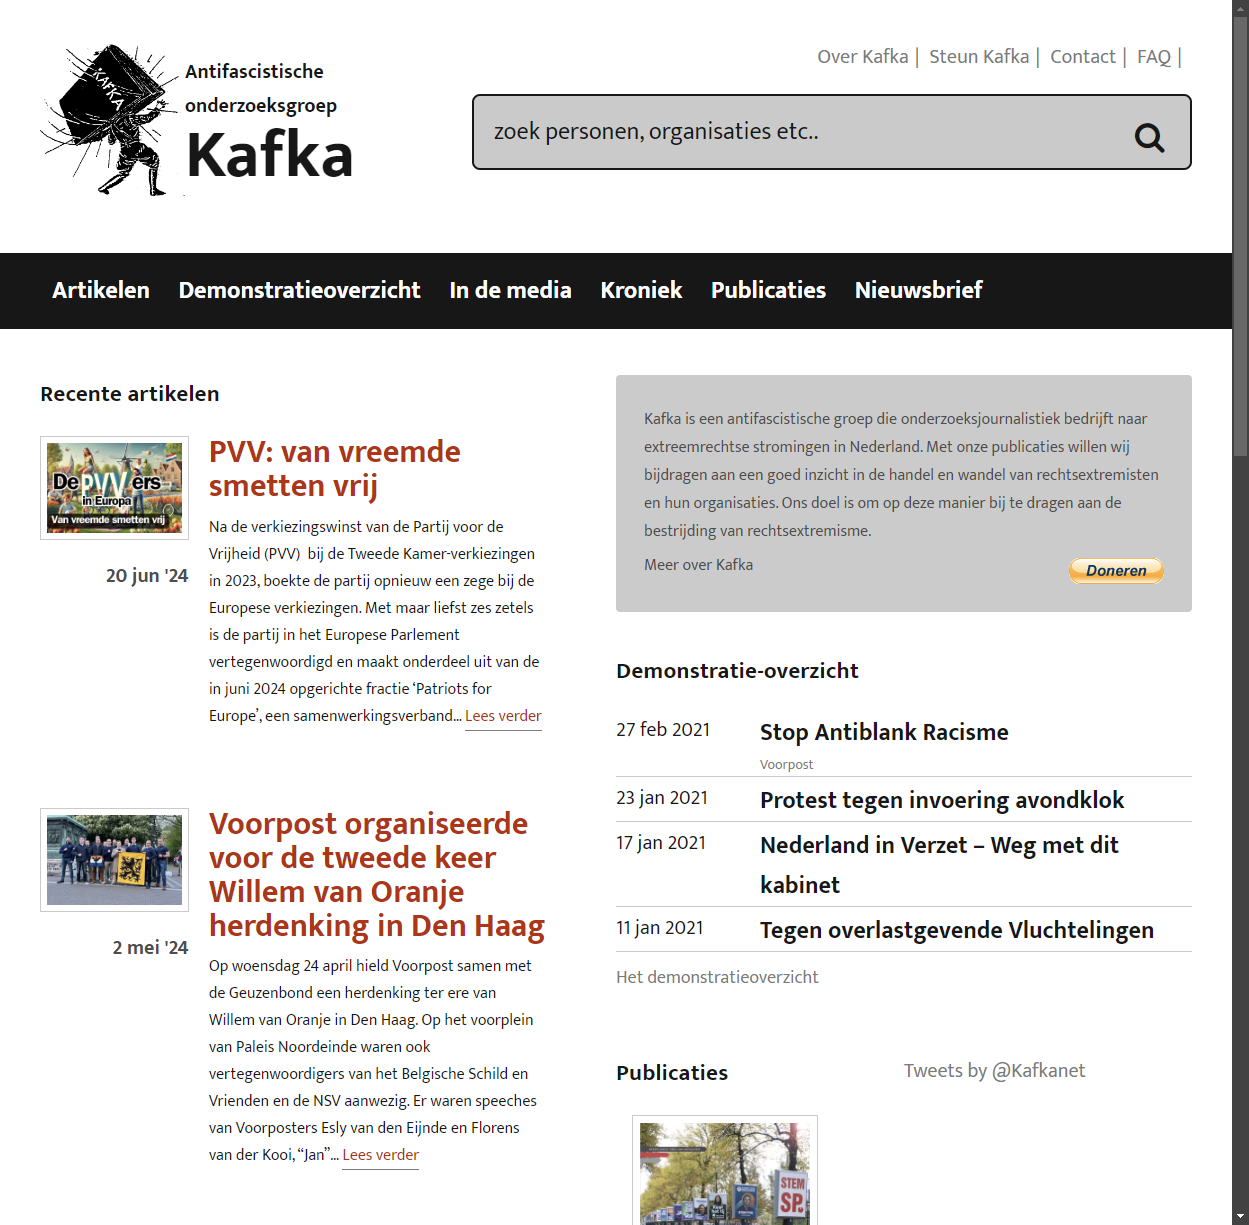 KAFKA
Antifascistische
onderzoeksgroep
Kafka
Over Kafka | Steun Kafka | Contact | FAQ |
zoek personen, organisaties etc..
Artikelen Demonstratieoverzicht In de media Kroniek Publicaties Nieuwsbrief
Recente artikelen
De PVV'ers
in Europa
Van vreemde smetten vrij
20 jun '24
PVV: van vreemde
smetten vrij
Na de verkiezingswinst van de Partij voor de
Vrijheid (PVV)  bij de Tweede Kamer-verkiezingen
in 2023, boekte de partij opnieuw een zege bij de
Europese verkiezingen. Met maar liefst zes zetels
is de partij in het Europese Parlement
vertegenwoordigd en maakt onderdeel uit van de
in juni 2024 opgerichte fractie ‘Patriots for
Europe’, een samenwerkingsverband... Lees verder
2 mei '24
Voorpost organiseerde
voor de tweede keer
Willem van Oranje
herdenking in Den Haag
Op woensdag 24 april hield Voorpost samen met
de Geuzenbond een herdenking ter ere van
Willem van Oranje in Den Haag. Op het voorplein
van Paleis Noordeinde waren ook
vertegenwoordigers van het Belgische Schild en
Vrienden en de NSV aanwezig. Er waren speeches
van Voorposters Esly van den Eijnde en Florens
van der Kooi, “Jan”... Lees verder
Kafka is een antifascistische groep die onderzoeksjournalistiek bedrijft naar
extreemrechtse stromingen in Nederland. Met onze publicaties willen wij
bijdragen aan een goed inzicht in de handel en wandel van rechtsextremisten
en hun organisaties. Ons doel is om op deze manier bij te dragen aan de
bestrijding van rechtsextremisme.
Meer over Kafka
Doneren
Demonstratie-overzicht
27 feb 2021 Stop Antiblank Racisme
Voorpost
23 jan 2021 Protest tegen invoering avondklok
17 jan 2021 Nederland in Verzet – Weg met dit
kabinet
11 jan 2021 Tegen overlastgevende Vluchtelingen
Het demonstratieoverzicht
Publicaties
Tweets by @Kafkanet
STEM
SP.